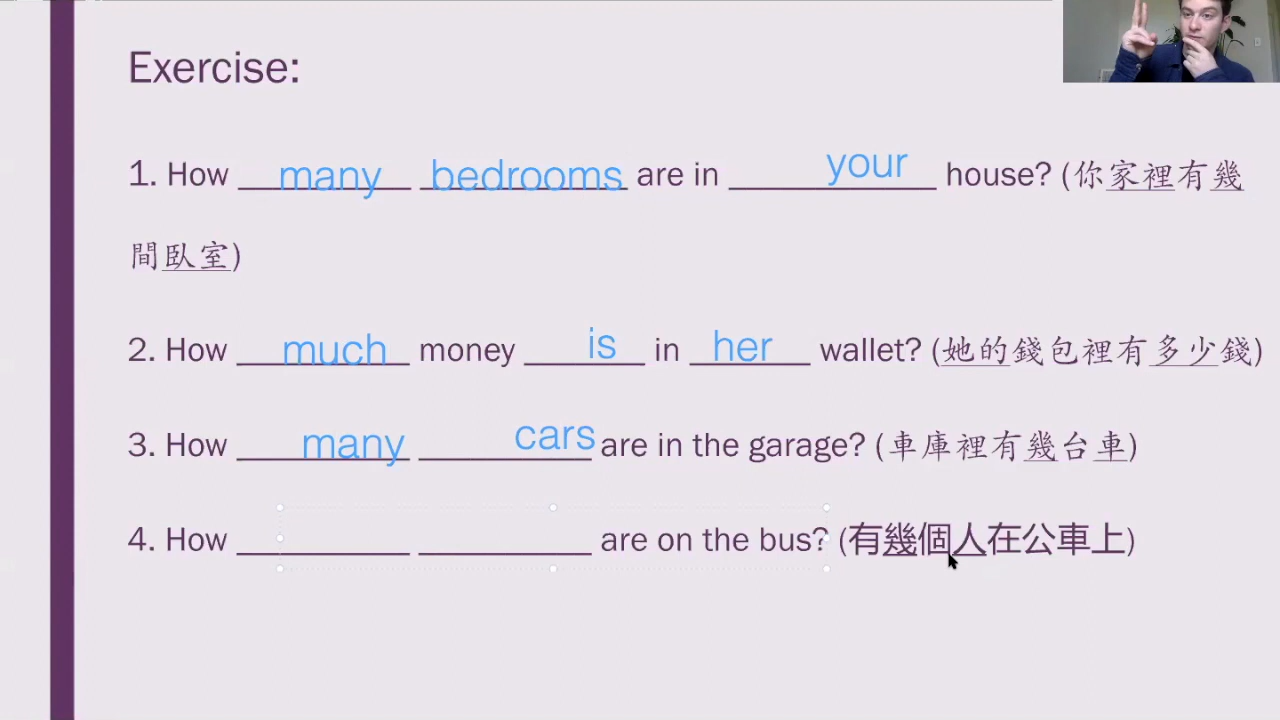 Exercise:
1. How many bedrooms are in your house? (你家裡有幾
間臥室)
2. How much money is in her wallet? (她的錢包裡有多少錢)
3. How many cars are in the garage? (車庫裡有幾台車)
4. How __________ __________ are on the bus? (有幾個人在公車上)